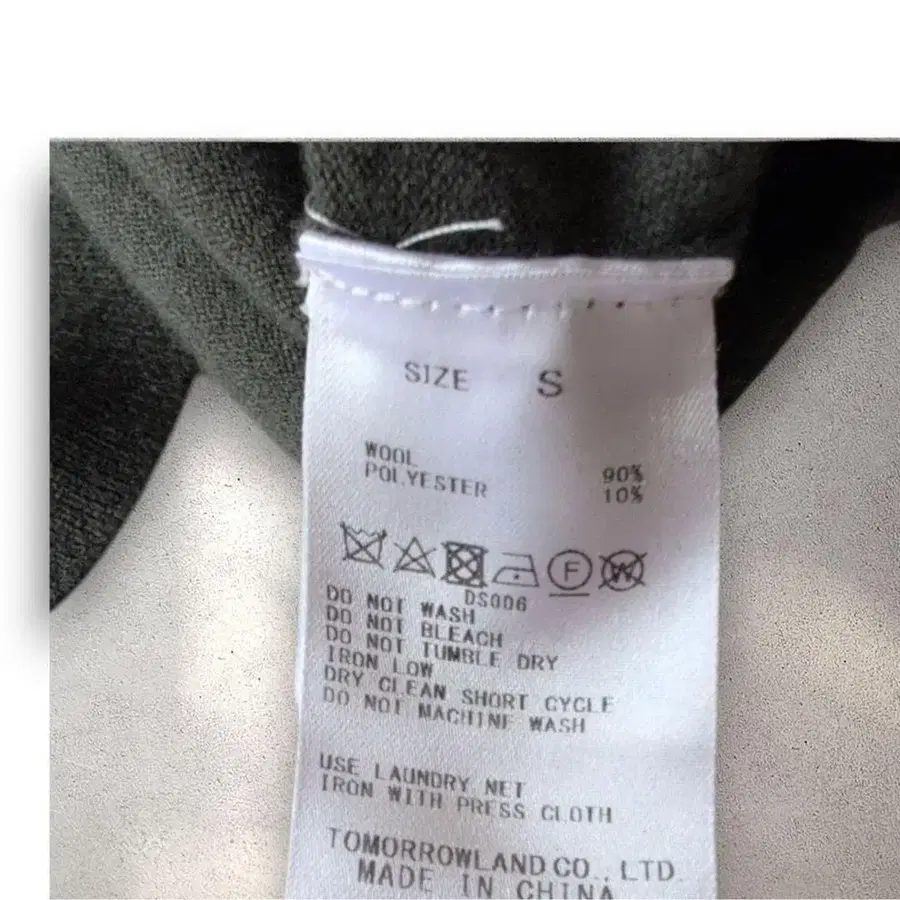 SIZE S
WOOL 90%
POLYESTER 10%
F W
DS006
DO NOT WASH
DO NOT BLEACH
DO NOT TUMBLE DRY
IRON LOW
DRY CLEAN SHORT CYCLE
DO NOT MACHINE WASH
USE LAUNDRY NET
IRON WITH PRESS CLOTH
TOMORROWLAND CO., LTD.
MADE IN CHINA